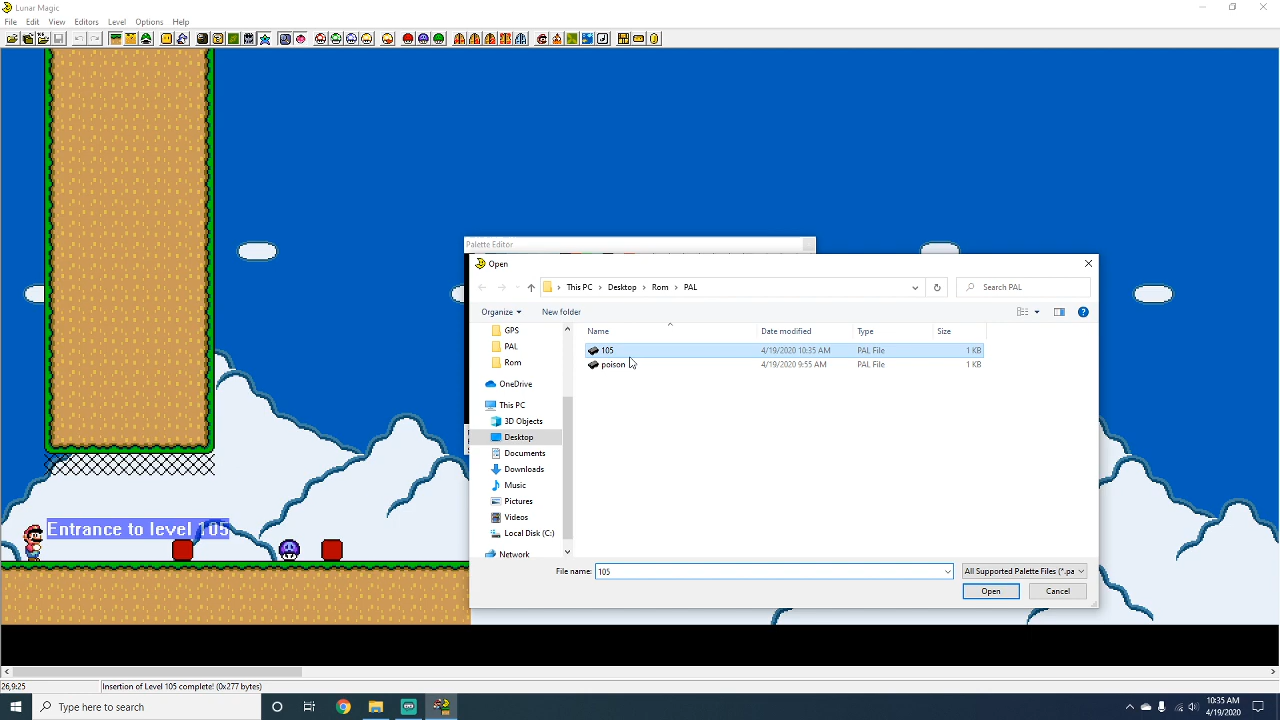 Lunar Magic
File Edit View Editors Level Options Help
Palette Editor
Open
This PC > Desktop > Rom > PAL
Search PAL
Organize New folder
GPS
PAL
Rom
OneDrive
This PC
3D Objects
Desktop
Documents
Downloads
Music
Pictures
Videos
Local Disk (C:)
Network
Name Date modified Type Size
105 4/19/2020 10:35 AM PAL File 1 KB
poison 4/19/2020 9:55 AM PAL File 1 KB
File name: 105 All Supported Palette Files (*.pa
Open Cancel
Entrance to level 105
26,9:25 Insertion of Level 105 complete! (0x277 bytes)
Type here to search
10:35 AM
4/19/2020